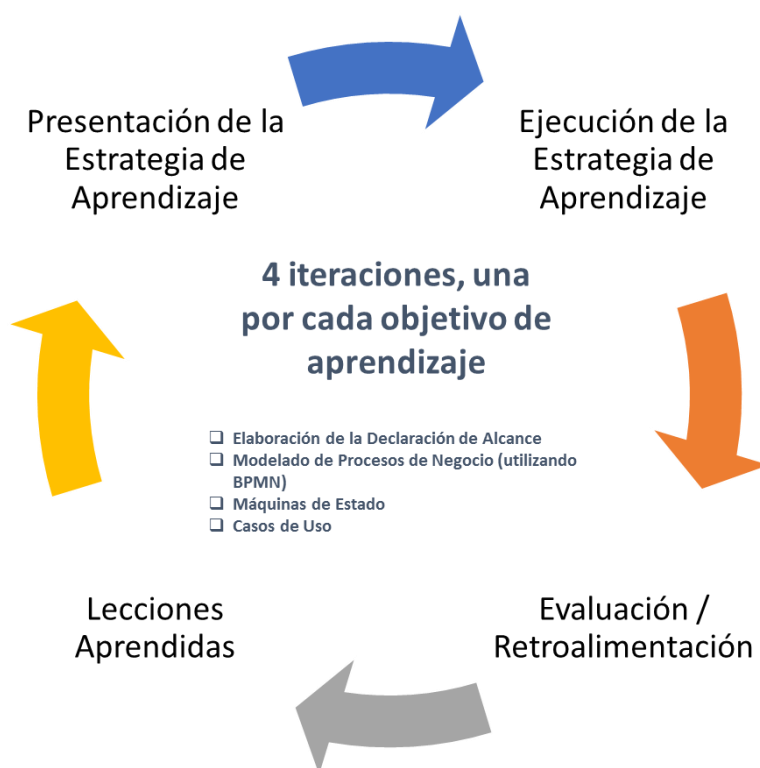 Presentación de la
Estrategia de
Aprendizaje
Ejecución de la
Estrategia de
Aprendizaje
4 iteraciones, una
por cada objetivo de
aprendizaje
❑ Elaboración de la Declaración de Alcance
❑ Modelado de Procesos de Negocio (utilizando
BPMN)
❑ Máquinas de Estado
❑ Casos de Uso
Lecciones
Aprendidas
Evaluación /
Retroalimentación